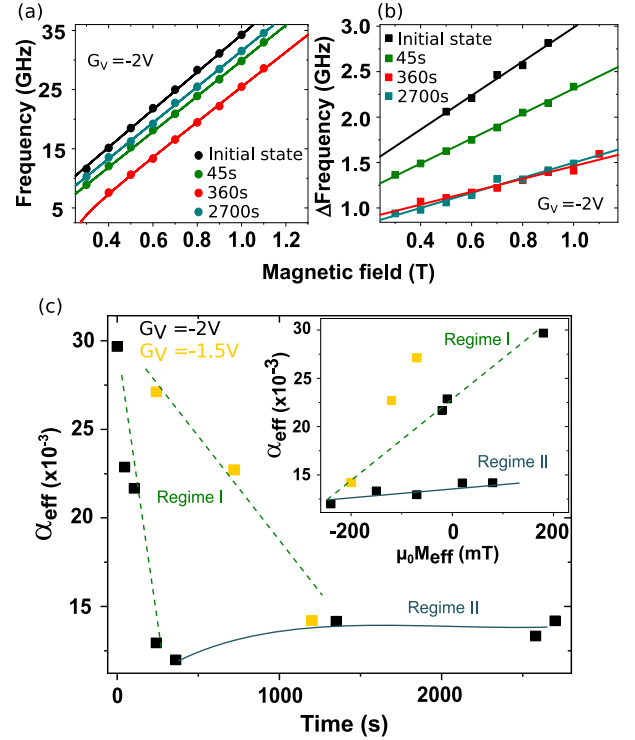 (a)
35
25
15
5
Frequency (GHz)
G_V =-2V
Initial state
45s
360s
2700s
0.4 0.6 0.8 1.0 1.2
(b)
3.0
2.5
2.0
1.5
1.0
ΔFrequency (GHz)
Initial state
45s
360s
2700s
G_V =-2V
0.4 0.6 0.8 1.0
Magnetic field (T)
(c)
30
25
20
15
α_eff (x10⁻³)
G_V =-2V
G_V =-1.5V
Regime I
Regime II
0 1000 2000
Time (s)
30
25
20
15
α_eff (x10⁻³)
Regime I
Regime II
-200 0 200
μ₀M_eff (mT)